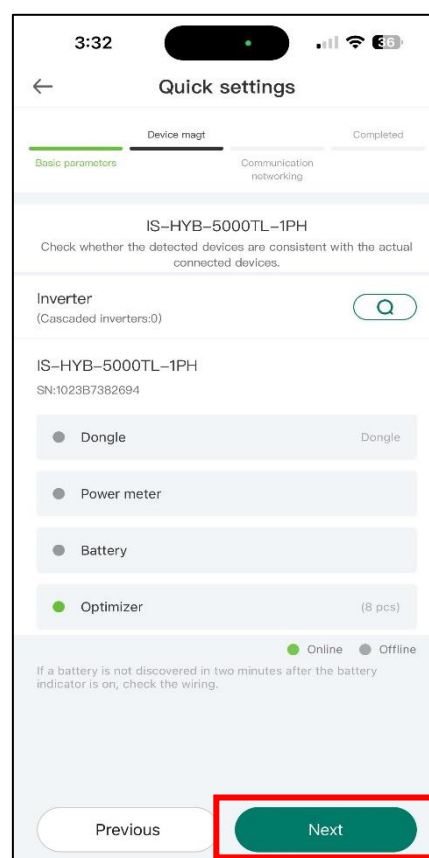 3:32
36
Quick settings
Device magt
Completed
Basic parameters
Communication
networking
IS-HYB-5000TL-1PH
Check whether the detected devices are consistent with the actual
connected devices.
Inverter
(Cascaded inverters:0)
IS-HYB-5000TL-1PH
SN:1023B7382694
Dongle
Dongle
Power meter
Battery
Optimizer
(8 pcs)
Online
Offline
If a battery is not discovered in two minutes after the battery
indicator is on, check the wiring.
Previous
Next